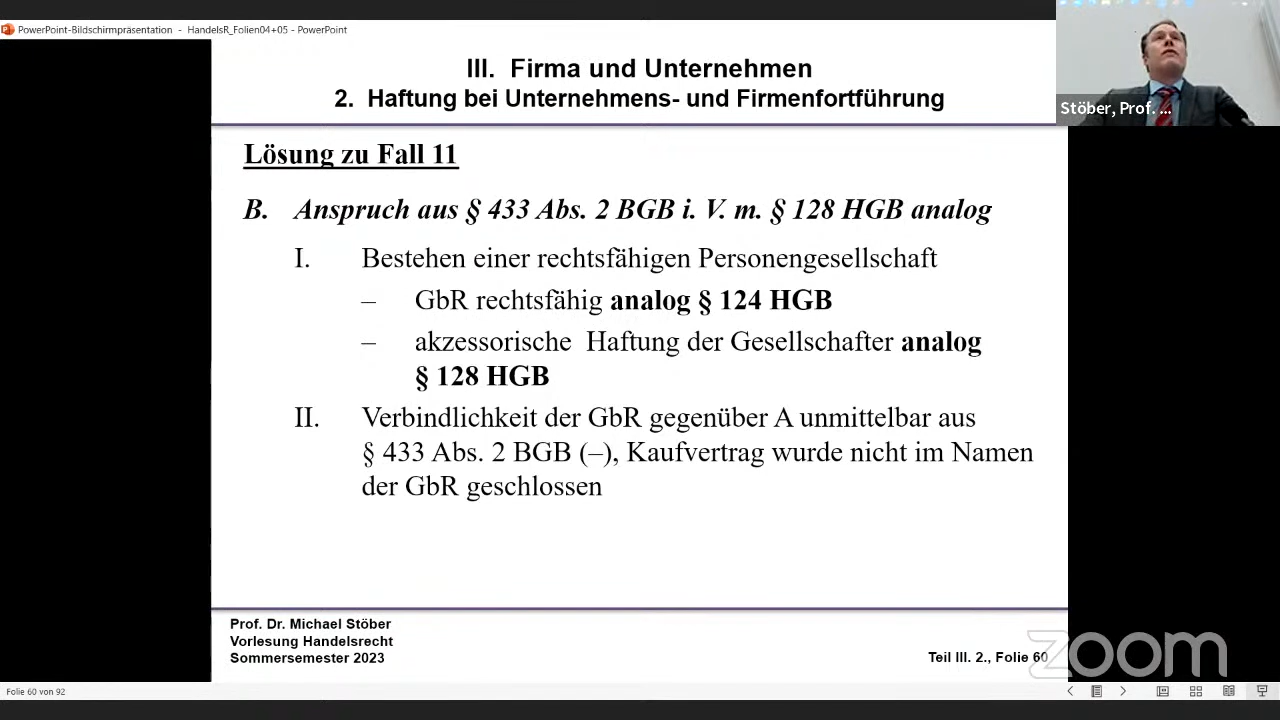 PowerPoint-Bildschirmpräsentation - HandelsR_Folien04+05 - PowerPoint
III. Firma und Unternehmen
2. Haftung bei Unternehmens- und Firmenfortführung
Stöber, Prof. ...
Lösung zu Fall 11
B. Anspruch aus § 433 Abs. 2 BGB i. V. m. § 128 HGB analog
I. Bestehen einer rechtsfähigen Personengesellschaft
– GbR rechtsfähig analog § 124 HGB
– akzessorische Haftung der Gesellschafter analog
§ 128 HGB
II. Verbindlichkeit der GbR gegenüber A unmittelbar aus
§ 433 Abs. 2 BGB (–), Kaufvertrag wurde nicht im Namen
der GbR geschlossen
Prof. Dr. Michael Stöber
Vorlesung Handelsrecht
Sommersemester 2023
Teil III. 2., Folie 60
zoom
Folie 60 von 92